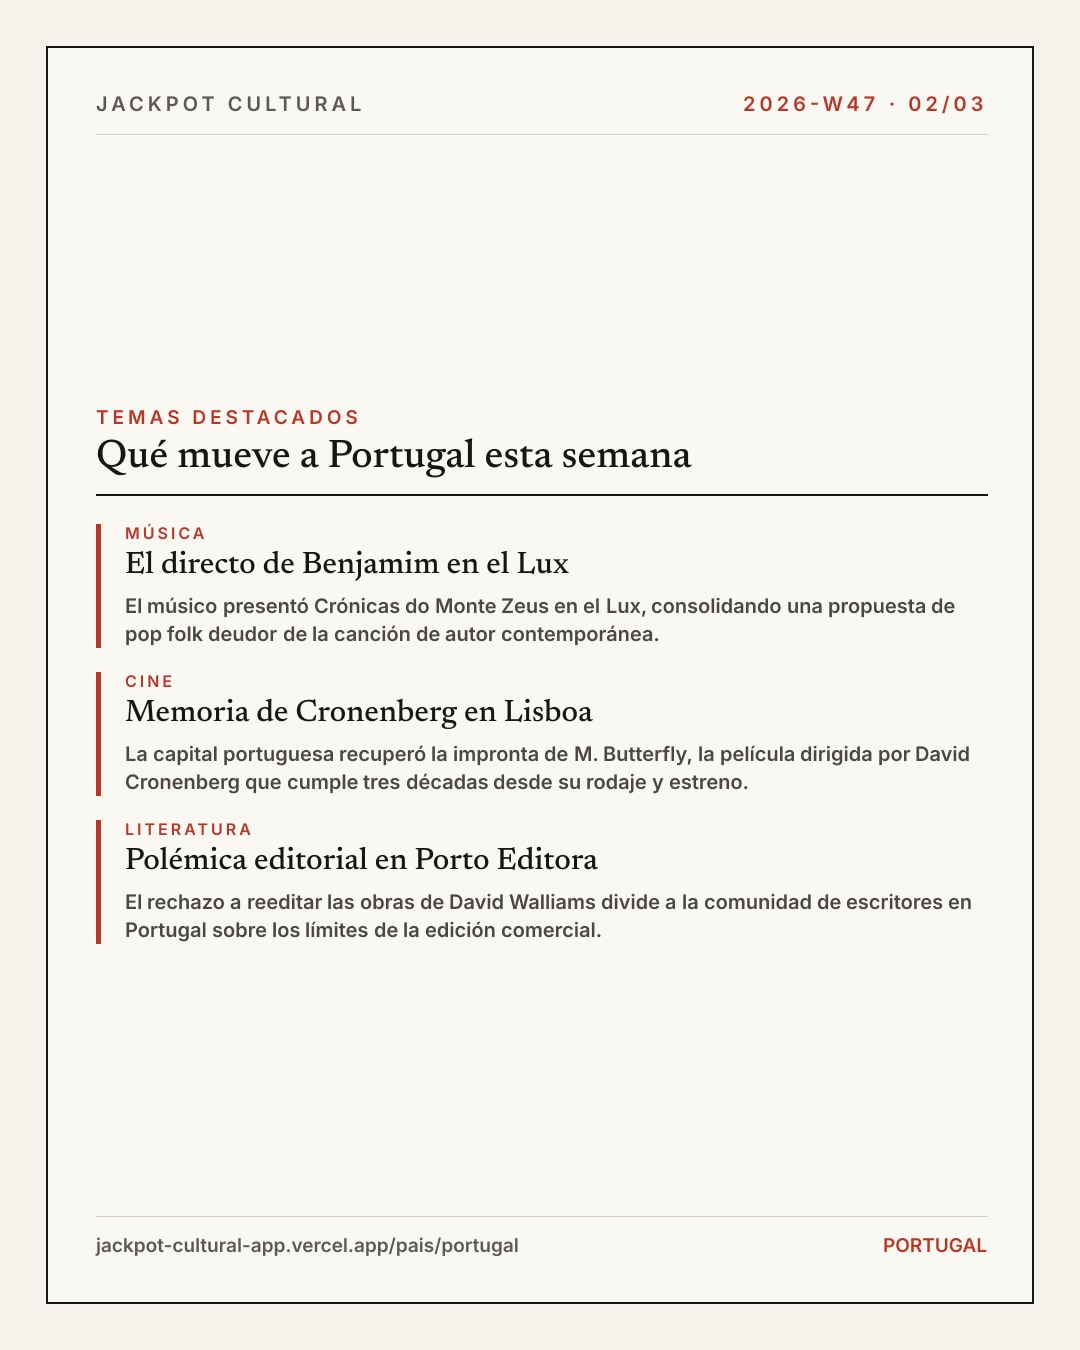 JACKPOT CULTURAL
2026-W47 · 02/03
TEMAS DESTACADOS
Qué mueve a Portugal esta semana
MÚSICA
El directo de Benjamim en el Lux
El músico presentó Crónicas do Monte Zeus en el Lux, consolidando una propuesta de
pop folk deudor de la canción de autor contemporánea.
CINE
Memoria de Cronenberg en Lisboa
La capital portuguesa recuperó la impronta de M. Butterfly, la película dirigida por David
Cronenberg que cumple tres décadas desde su rodaje y estreno.
LITERATURA
Polémica editorial en Porto Editora
El rechazo a reeditar las obras de David Walliams divide a la comunidad de escritores en
Portugal sobre los límites de la edición comercial.
jackpot-cultural-app.vercel.app/pais/portugal
PORTUGAL